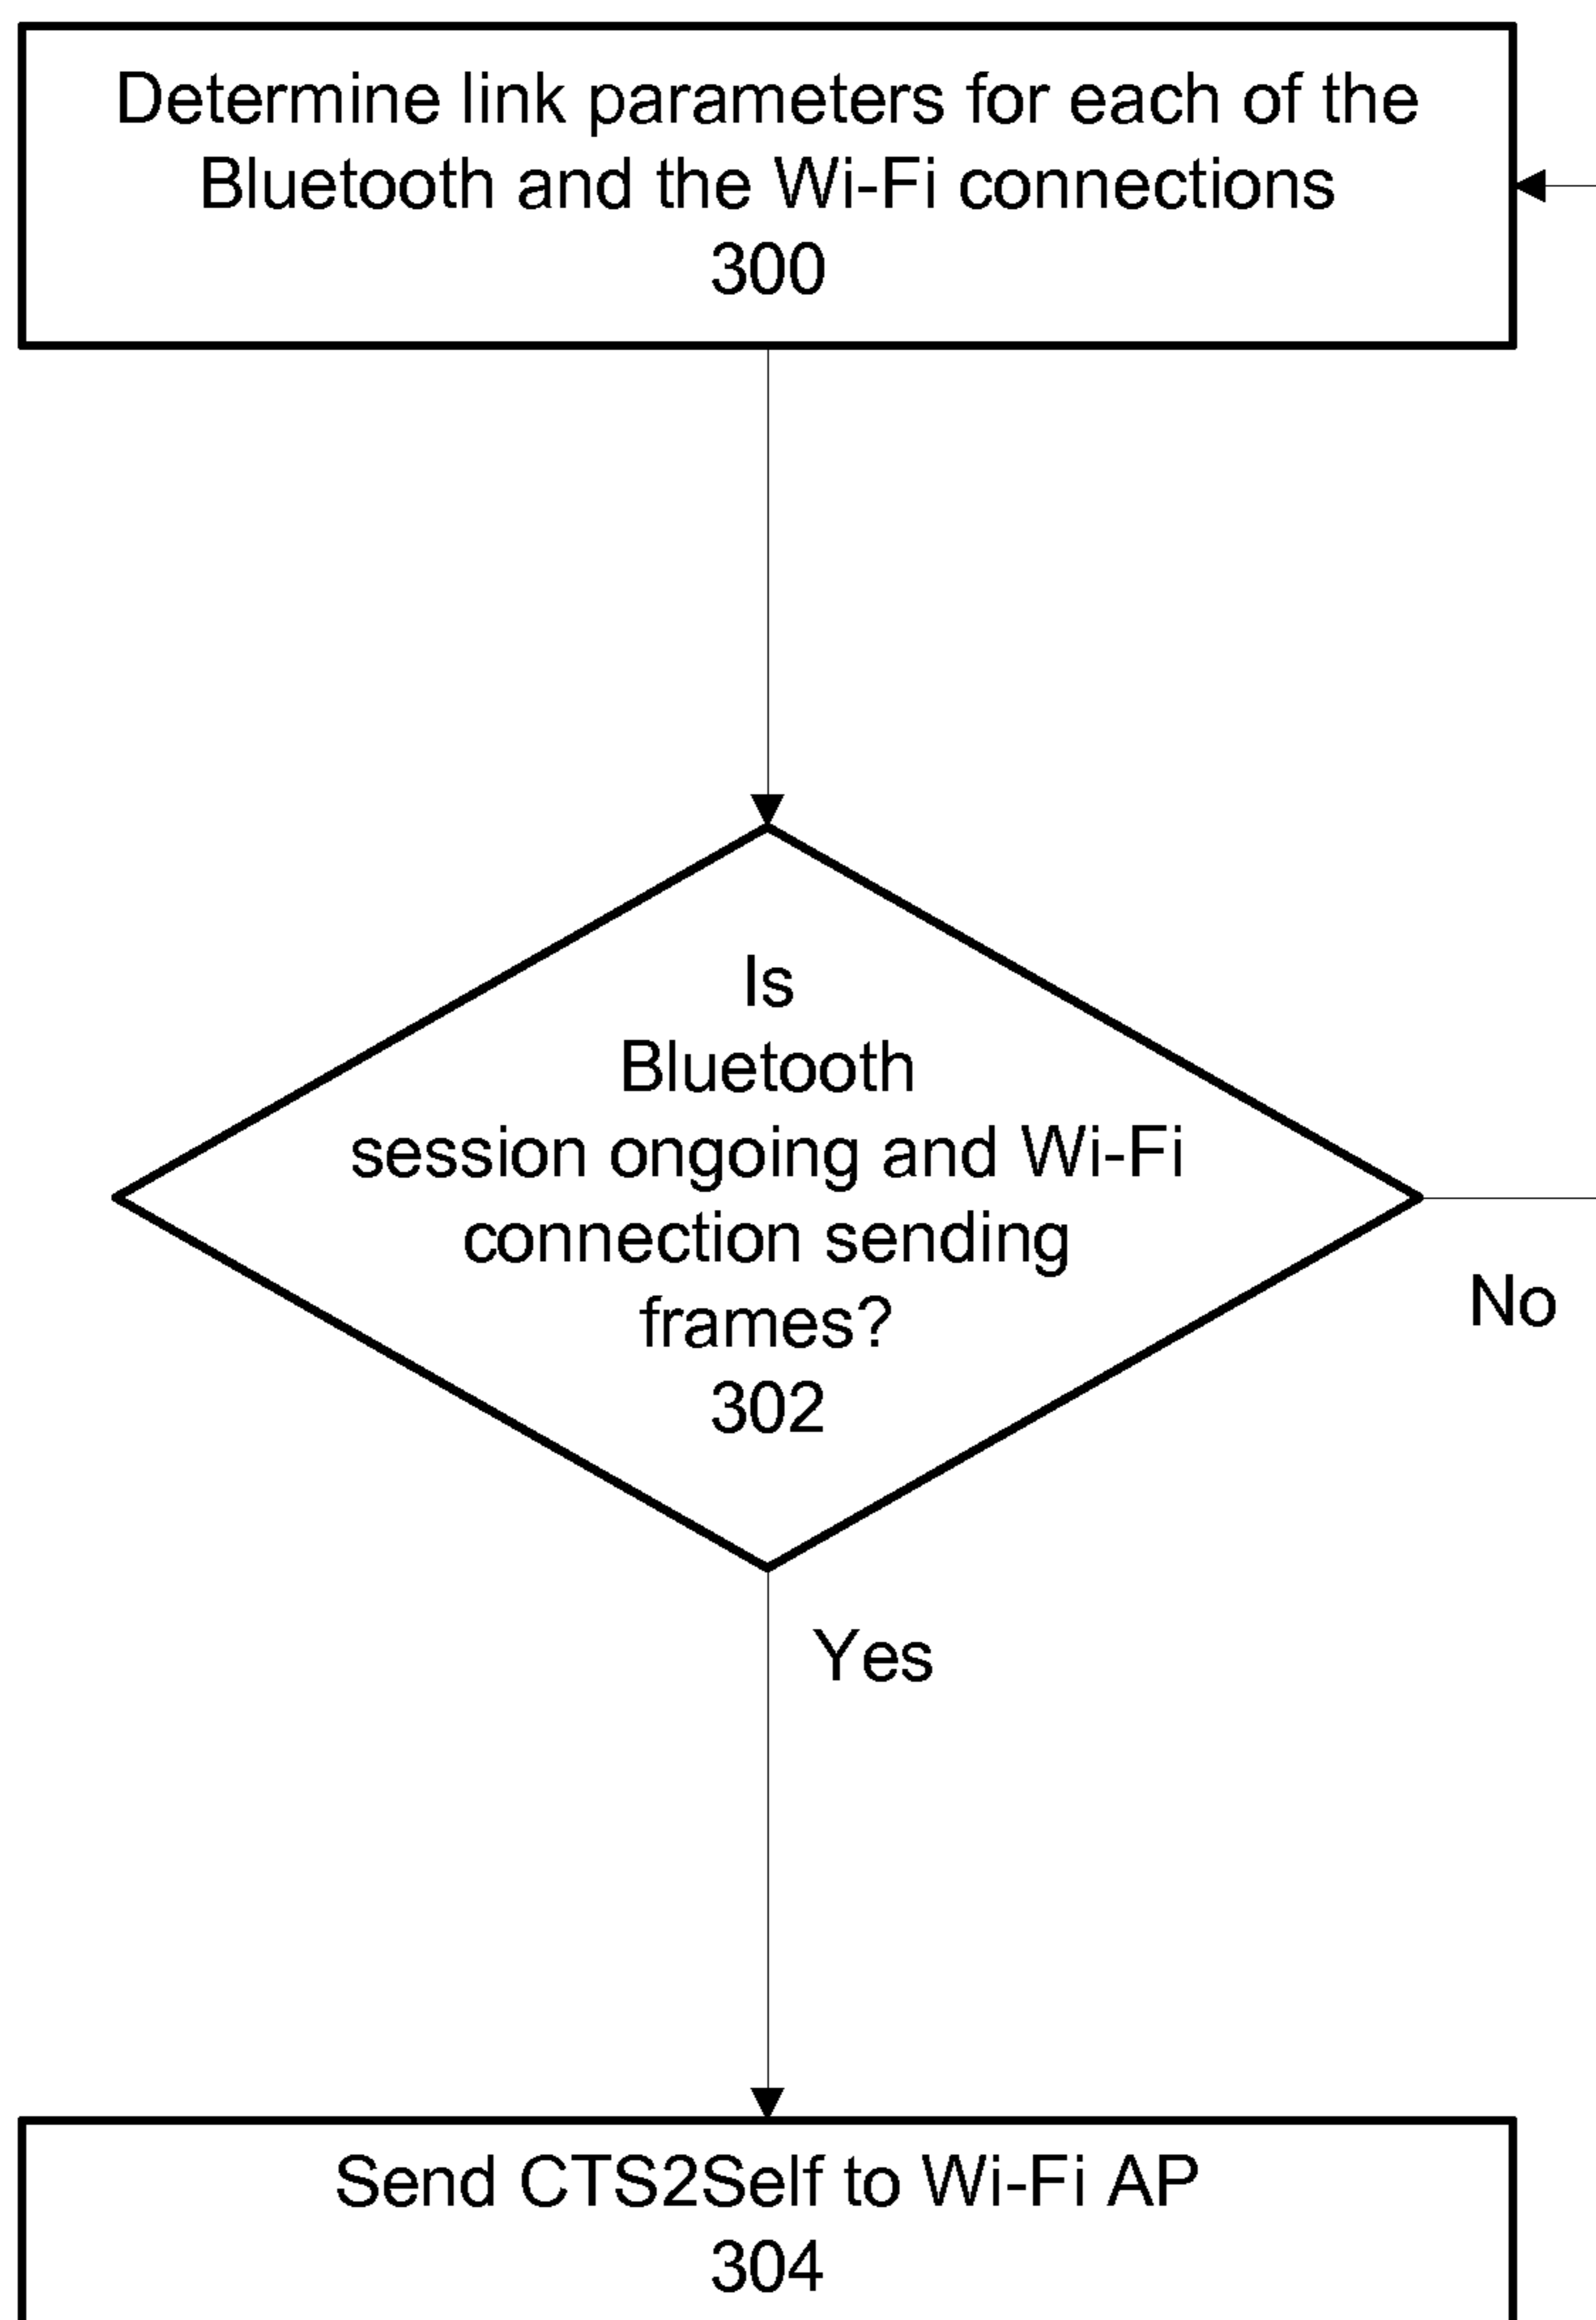 Determine link parameters for each of the
Bluetooth and the Wi-Fi connections
300
Is
Bluetooth
session ongoing and Wi-Fi
connection sending
frames?
302
No
Yes
Send CTS2Self to Wi-Fi AP
304